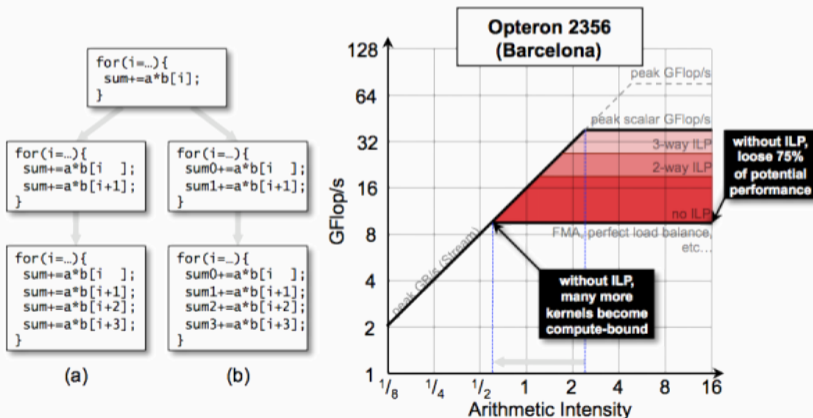 for(i=…){
sum+=a*b[i];
}
for(i=…){
sum+=a*b[i  ];
sum+=a*b[i+1];
}
for(i=…){
sum0+=a*b[i  ];
sum1+=a*b[i+1];
}
for(i=…){
sum+=a*b[i  ];
sum+=a*b[i+1];
sum+=a*b[i+2];
sum+=a*b[i+3];
}
for(i=…){
sum0+=a*b[i  ];
sum1+=a*b[i+1];
sum2+=a*b[i+2];
sum3+=a*b[i+3];
}
(a)
(b)
Opteron 2356
(Barcelona)
GFlop/s
128
64
32
16
8
4
2
1
peak GFlop/s
peak scalar GFlop/s
3-way ILP
2-way ILP
no ILP
FMA, perfect load balance,
etc…
peak GB/s (Stream)
without ILP,
loose 75%
of potential
performance
without ILP,
many more
kernels become
compute-bound
1/8
1/4
1/2
1
2
4
8
16
Arithmetic Intensity